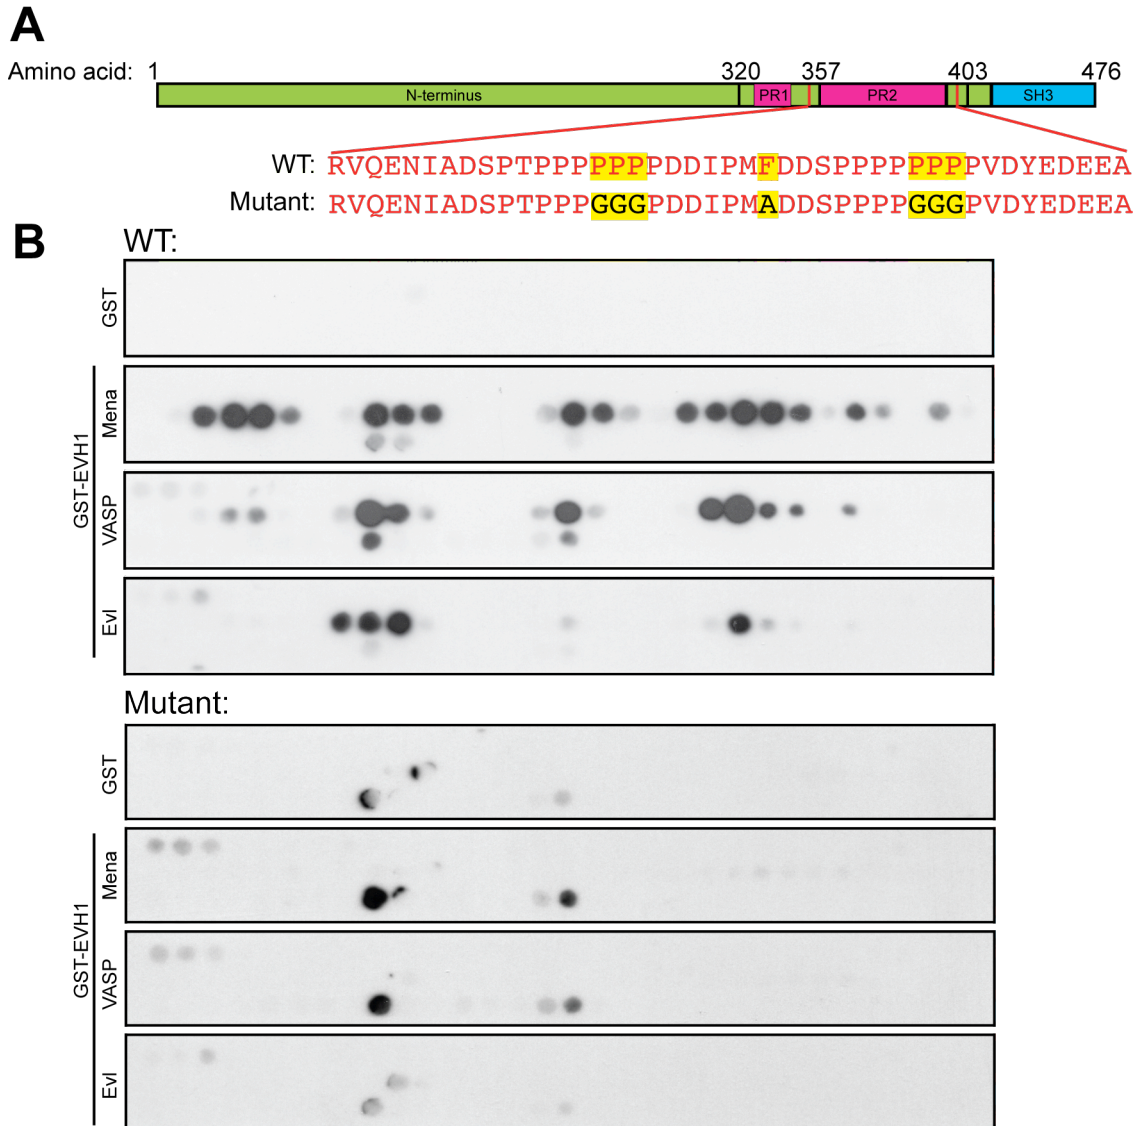 A
Amino acid: 1 320 357 403 476
N-terminus PR1 PR2 SH3
WT: RVQENIADSPTPPPPPPPDDIPMFDDSPPPPPPPPVDYEDEEA
Mutant: RVQENIADSPTPPPGGGPDDIPMADDSPPPPGGGPVDYEDEEA
B
WT:
GST
GST-EVH1
Mena
VASP
Evl
Mutant:
GST
GST-EVH1
Mena
VASP
Evl